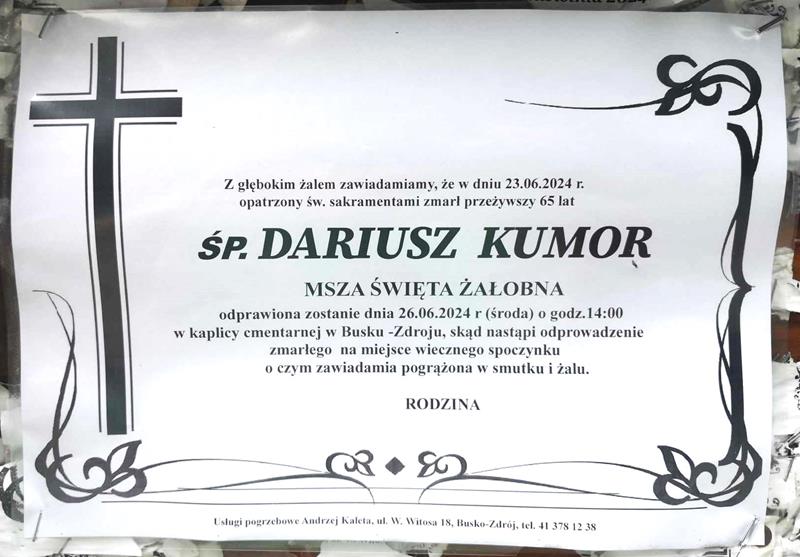 Z głębokim żalem zawiadamiamy, że w dniu 23.06.2024 r.
opatrzony św. sakramentami zmarł przeżywszy 65 lat
ŚP. DARIUSZ KUMOR
MSZA ŚWIĘTA ŻAŁOBNA
odprawiona zostanie dnia 26.06.2024 r (środa) o godz.14:00
w kaplicy cmentarnej w Busku -Zdroju, skąd nastąpi odprowadzenie
zmarłego na miejsce wiecznego spoczynku
o czym zawiadamia pogrążona w smutku i żalu.
RODZINA
Usługi pogrzebowe Andrzej Kaleta, ul. W. Witosa 18, Busko-Zdrój, tel. 41 378 12 38